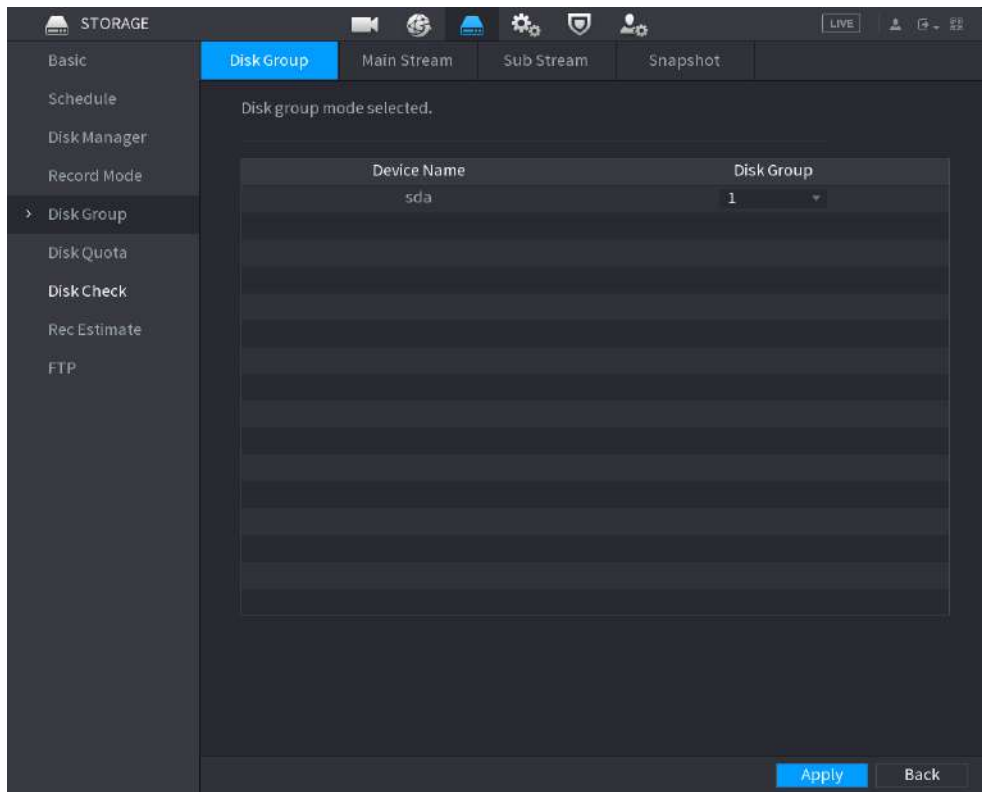 STORAGE
LIVE
Basic
Schedule
Disk Manager
Record Mode
> Disk Group
Disk Quota
Disk Check
Rec Estimate
FTP
Disk Group Main Stream Sub Stream Snapshot
Disk group mode selected.
Device Name Disk Group
sda 1
Apply Back